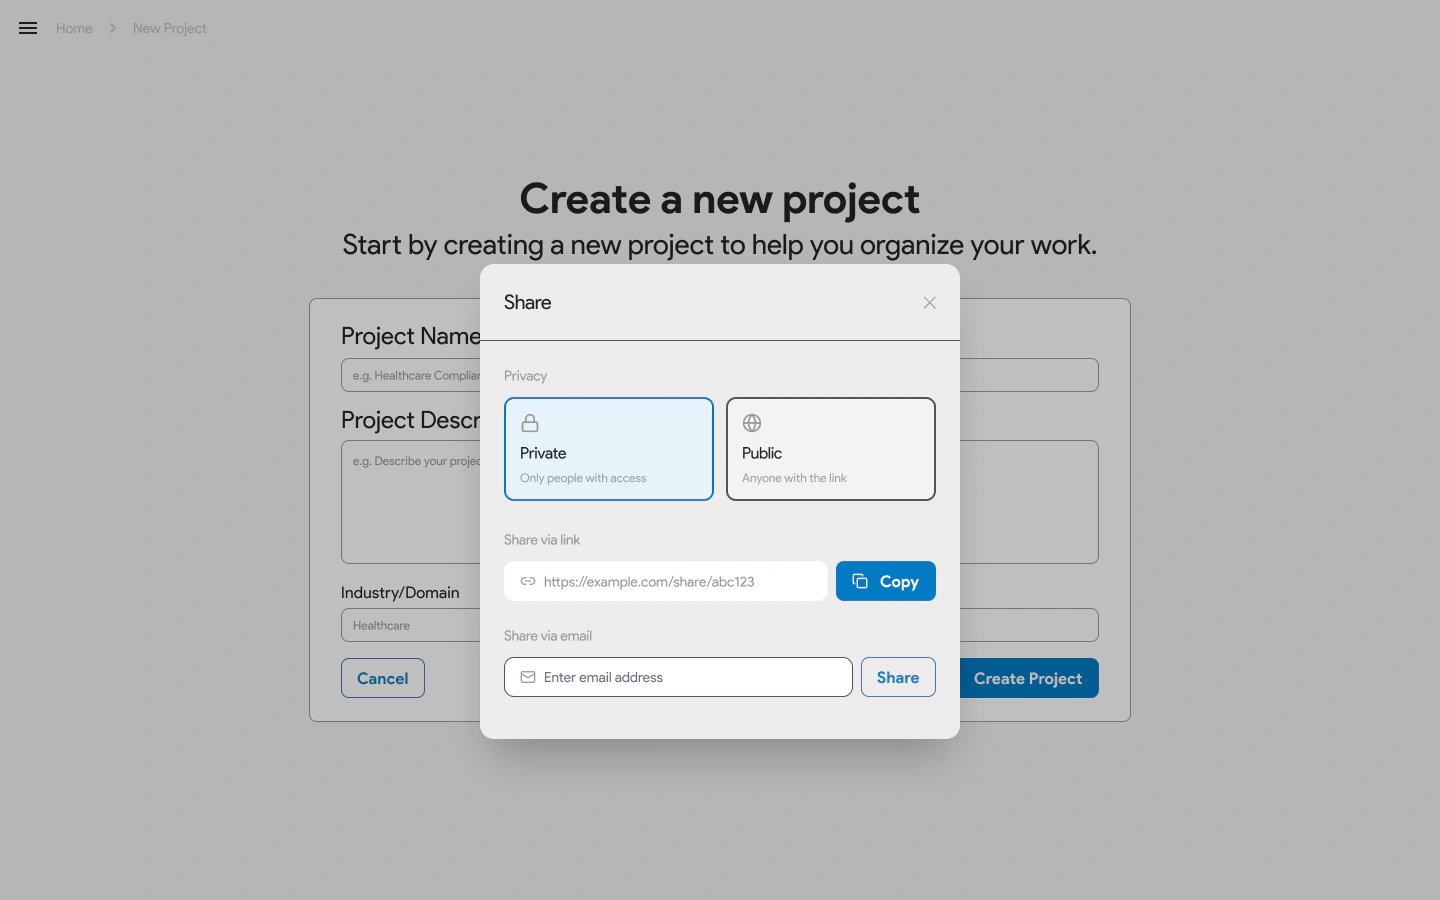 Home
New Project
Create a new project
Start by creating a new project to help you organize your work.
Share
Project Name
e.g. Healthcare Complian
Privacy
Private
Only people with access
Public
Anyone with the link
Project Descr
e.g. Describe your projec
Share via link
https://example.com/share/abc123
Copy
Industry/Domain
Healthcare
Share via email
Enter email address
Share
Cancel
Create Project